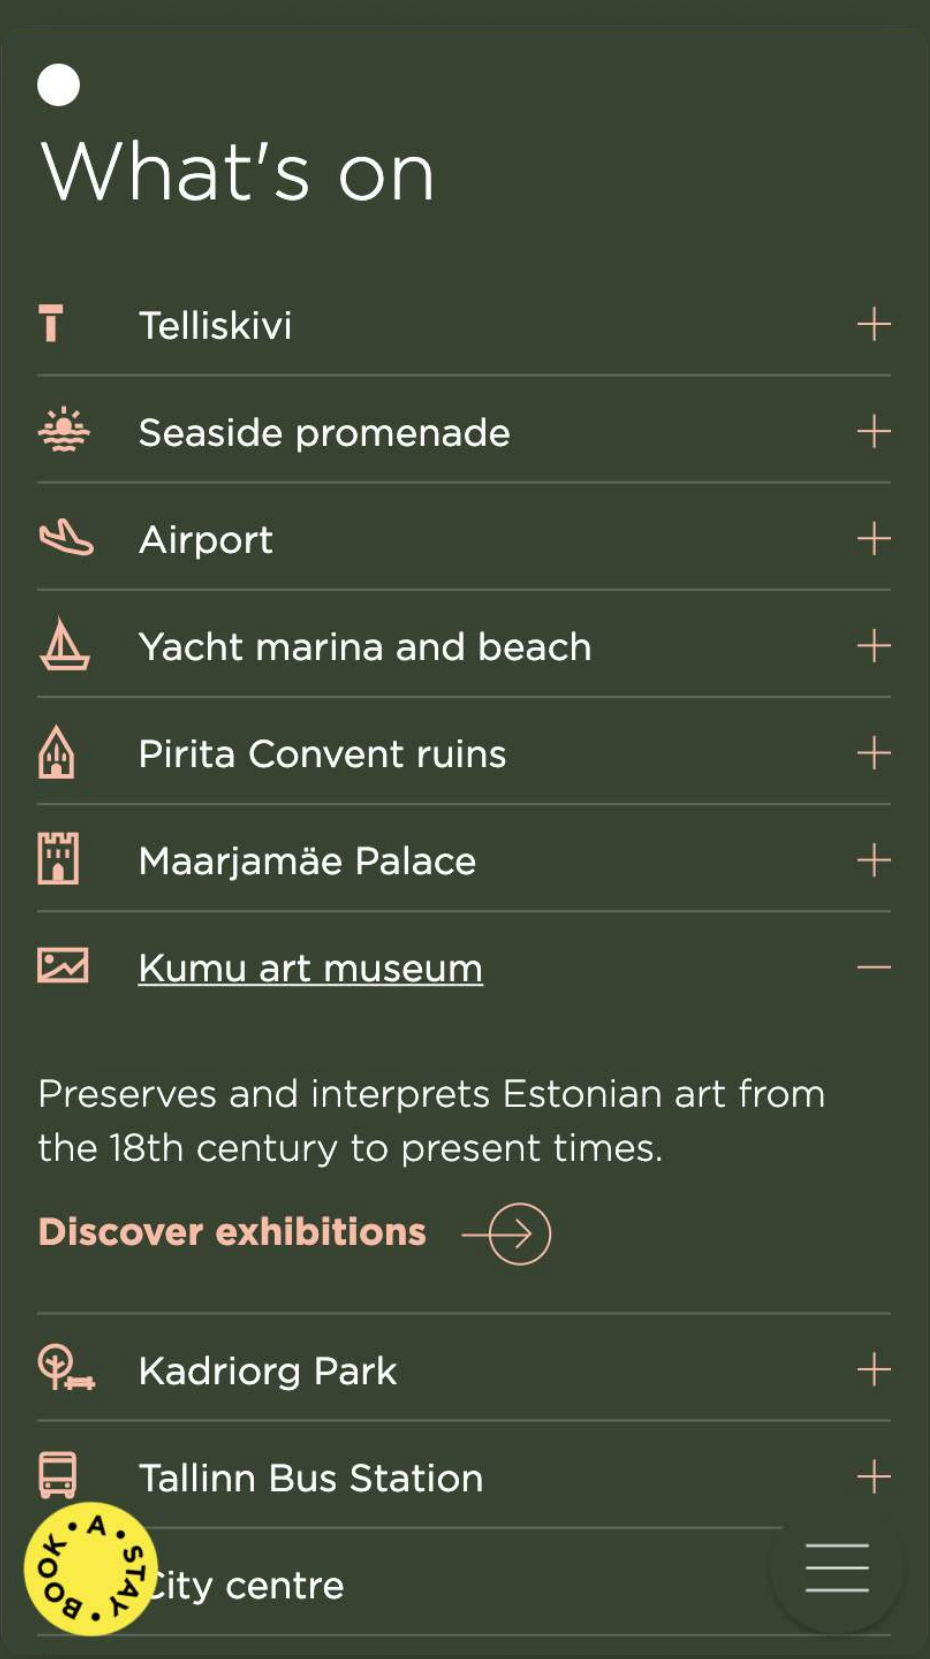 What's on
Telliskivi
Seaside promenade
Airport
Yacht marina and beach
Pirita Convent ruins
Maarjamäe Palace
Kumu art museum
Preserves and interprets Estonian art from
the 18th century to present times.
Discover exhibitions
Kadriorg Park
Tallinn Bus Station
City centre
BOOK • A • STAY •